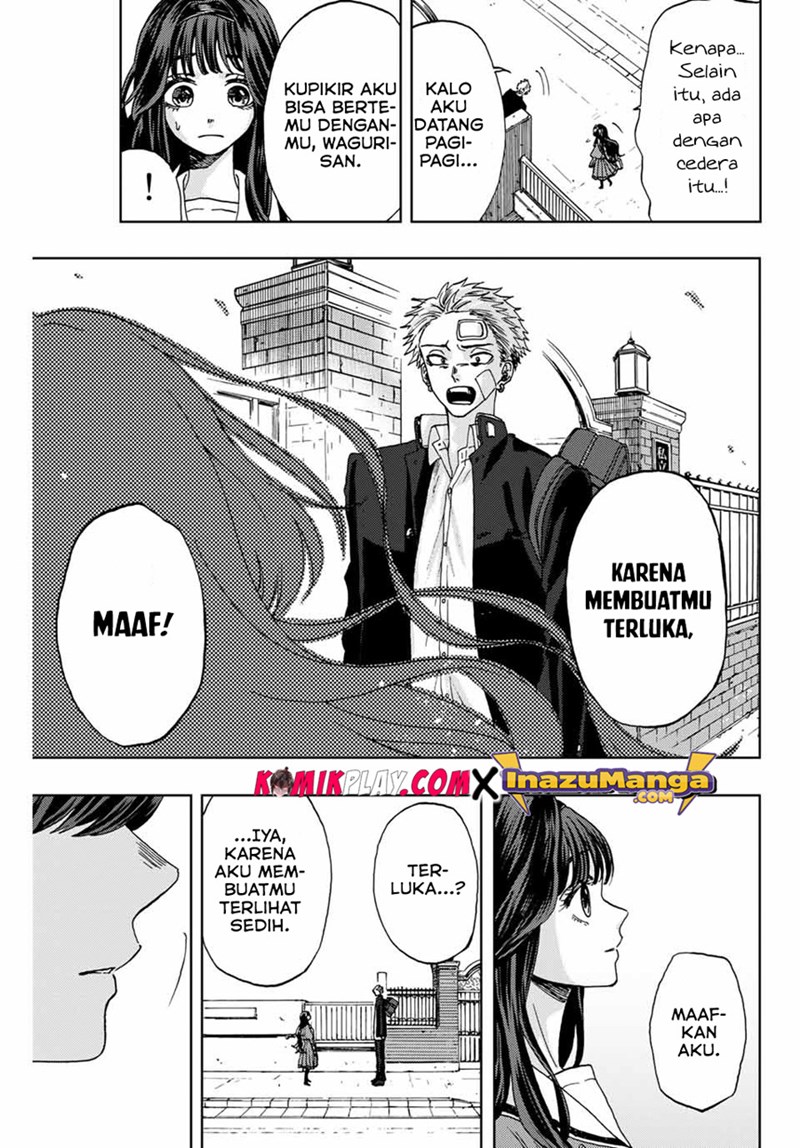 Kenapa...
Selain
itu, ada
apa
dengan
cedera
itu...!
KALO
AKU
DATANG
PAGI-
PAGI...
KUPIKIR AKU
BISA BERTE-
MU DENGAN-
MU, WAGURI-
SAN.
!
KARENA
MEMBUATMU
TERLUKA,
MAAF!
KOMIKPLAY.COM X INAZUMANGA
.COM
MAAF-
KAN
AKU.
TER-
LUKA...?
...IYA,
KARENA
AKU MEM-
BUATMU
TERLIHAT
SEDIH.